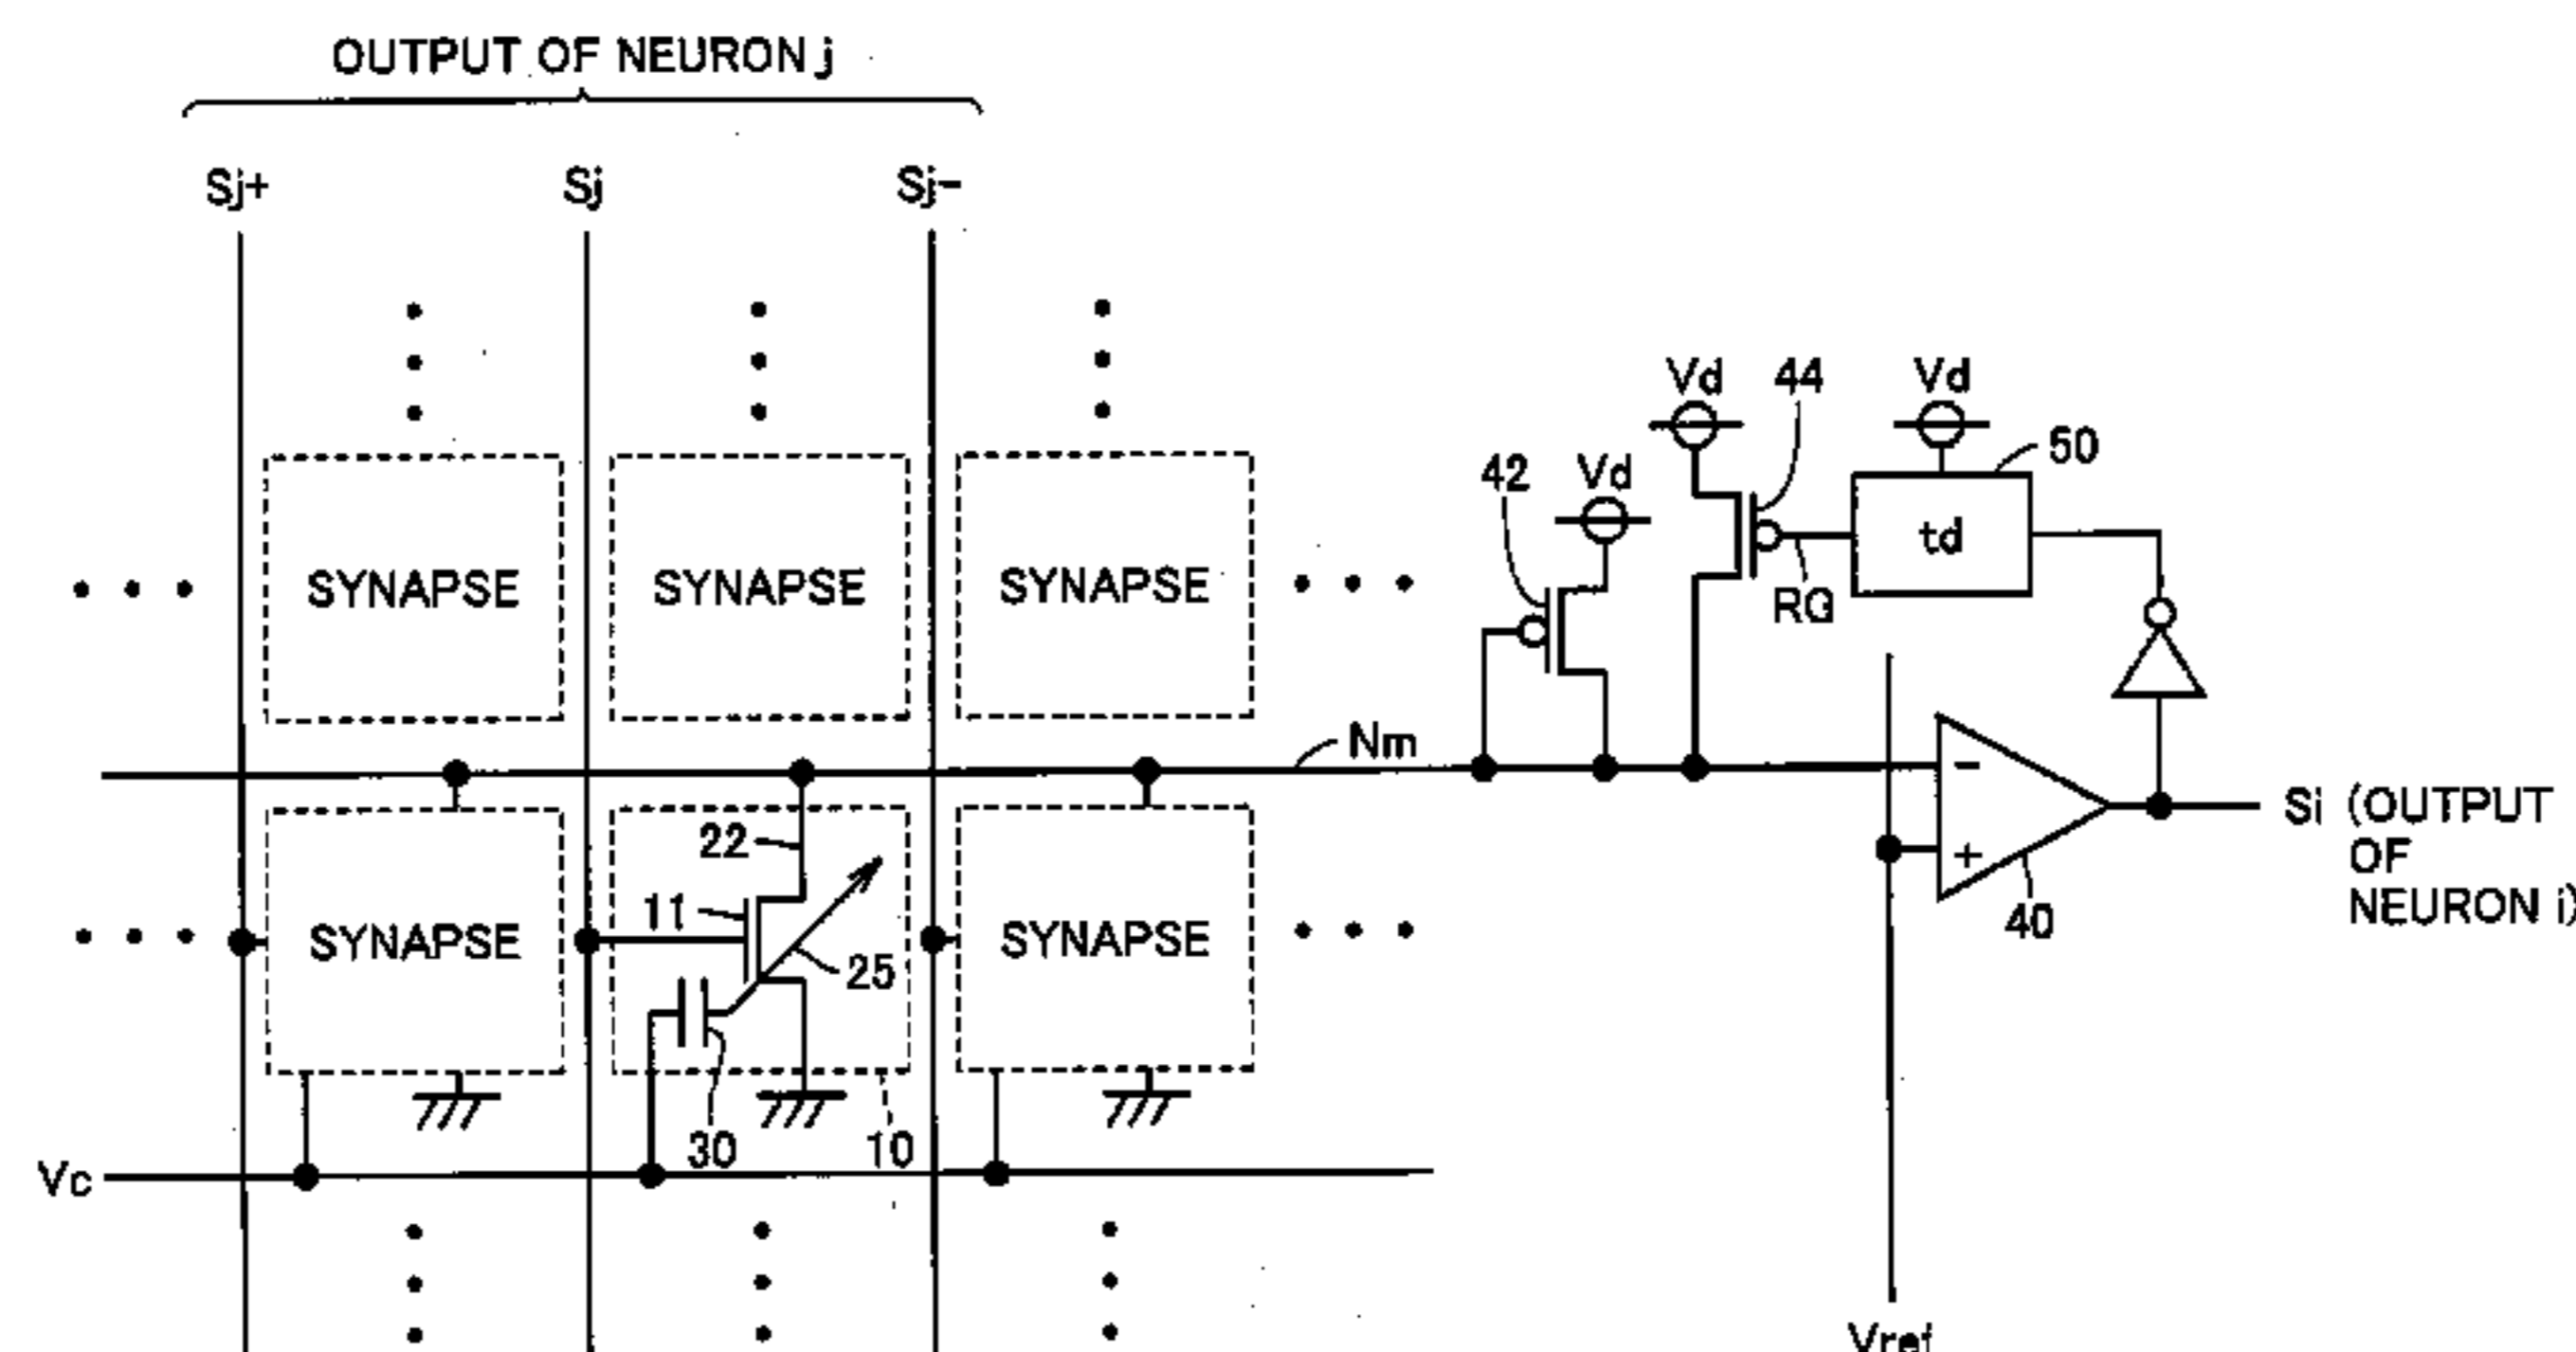 OUTPUT OF NEURON j
Sj+ Sj Sj-
Vd 44 Vd
42 Vd 50
td
SYNAPSE SYNAPSE SYNAPSE
RG
Nm
-
22
Si (OUTPUT
OF
NEURON i)
+
11
40
SYNAPSE SYNAPSE
25
30 10
Vc
Vref